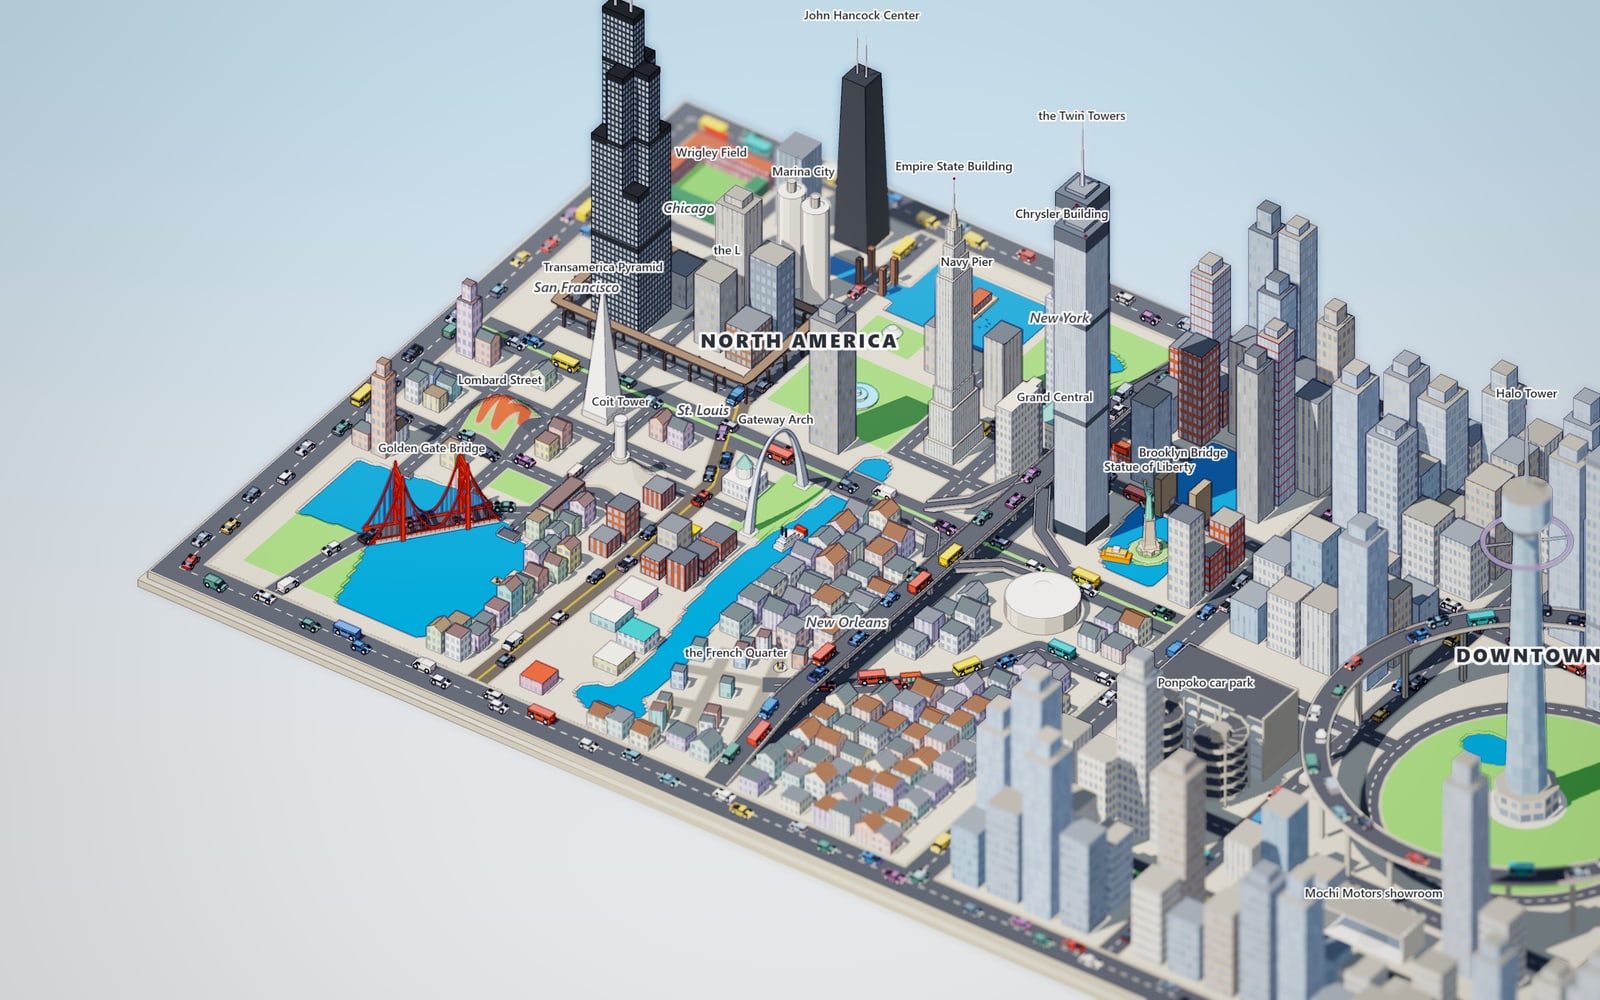 John Hancock Center
the Twin Towers
Wrigley Field
Empire State Building
Marina City
Chicago
Chrysler Building
the L
Navy Pier
Transamerica Pyramid
San Francisco
New York
NORTH AMERICA
Lombard Street
Halo Tower
Grand Central
Coit Tower
St. Louis
Gateway Arch
Golden Gate Bridge
Brooklyn Bridge
Statue of Liberty
New Orleans
the French Quarter
DOWNTOWN
Ponpoko car park
Mochi Motors showroom